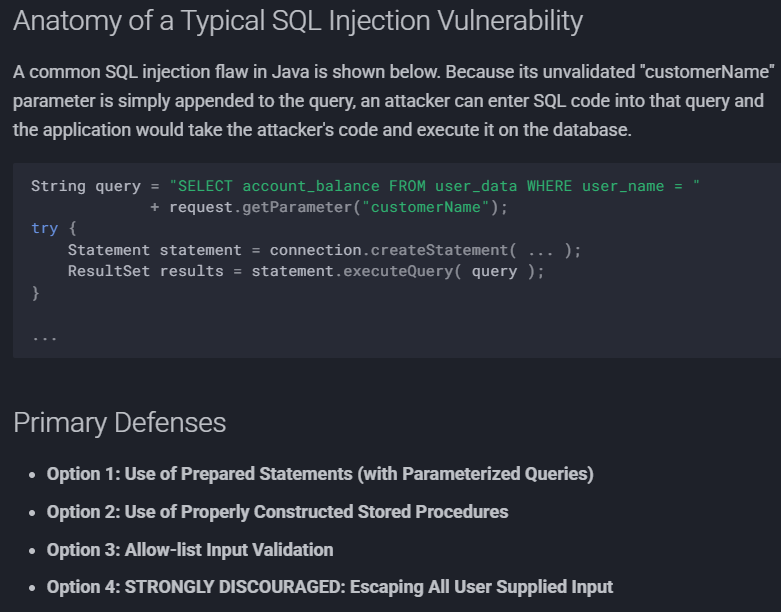 Anatomy of a Typical SQL Injection Vulnerability
A common SQL injection flaw in Java is shown below. Because its unvalidated "customerName"
parameter is simply appended to the query, an attacker can enter SQL code into that query and
the application would take the attacker's code and execute it on the database.
String query = "SELECT account_balance FROM user_data WHERE user_name = "
+ request.getParameter("customerName");
try {
Statement statement = connection.createStatement( ... );
ResultSet results = statement.executeQuery( query );
}
...
Primary Defenses
• Option 1: Use of Prepared Statements (with Parameterized Queries)
• Option 2: Use of Properly Constructed Stored Procedures
• Option 3: Allow-list Input Validation
• Option 4: STRONGLY DISCOURAGED: Escaping All User Supplied Input